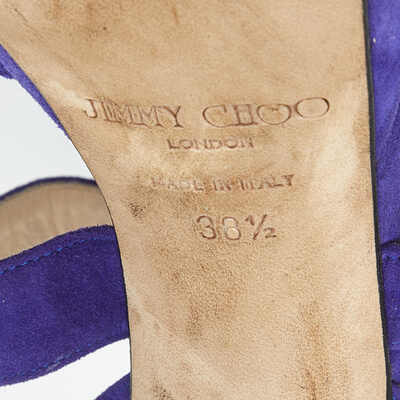 JIMMY CHOO
LONDON
MADE IN ITALY
38½